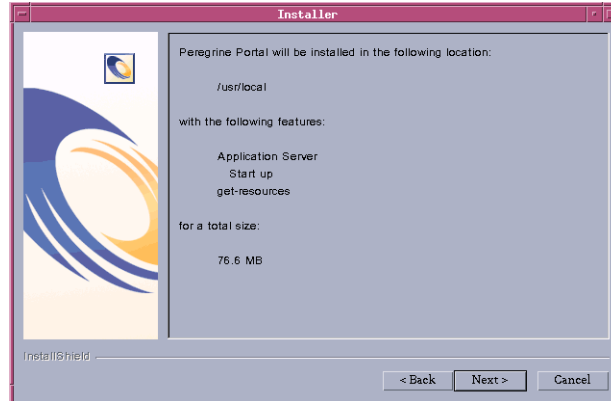 Installer
Peregrine Portal will be installed in the following location:
/usr/local
with the following features:
Application Server
Start up
get-resources
for a total size:
76.6 MB
InstallShield
< Back
Next >
Cancel